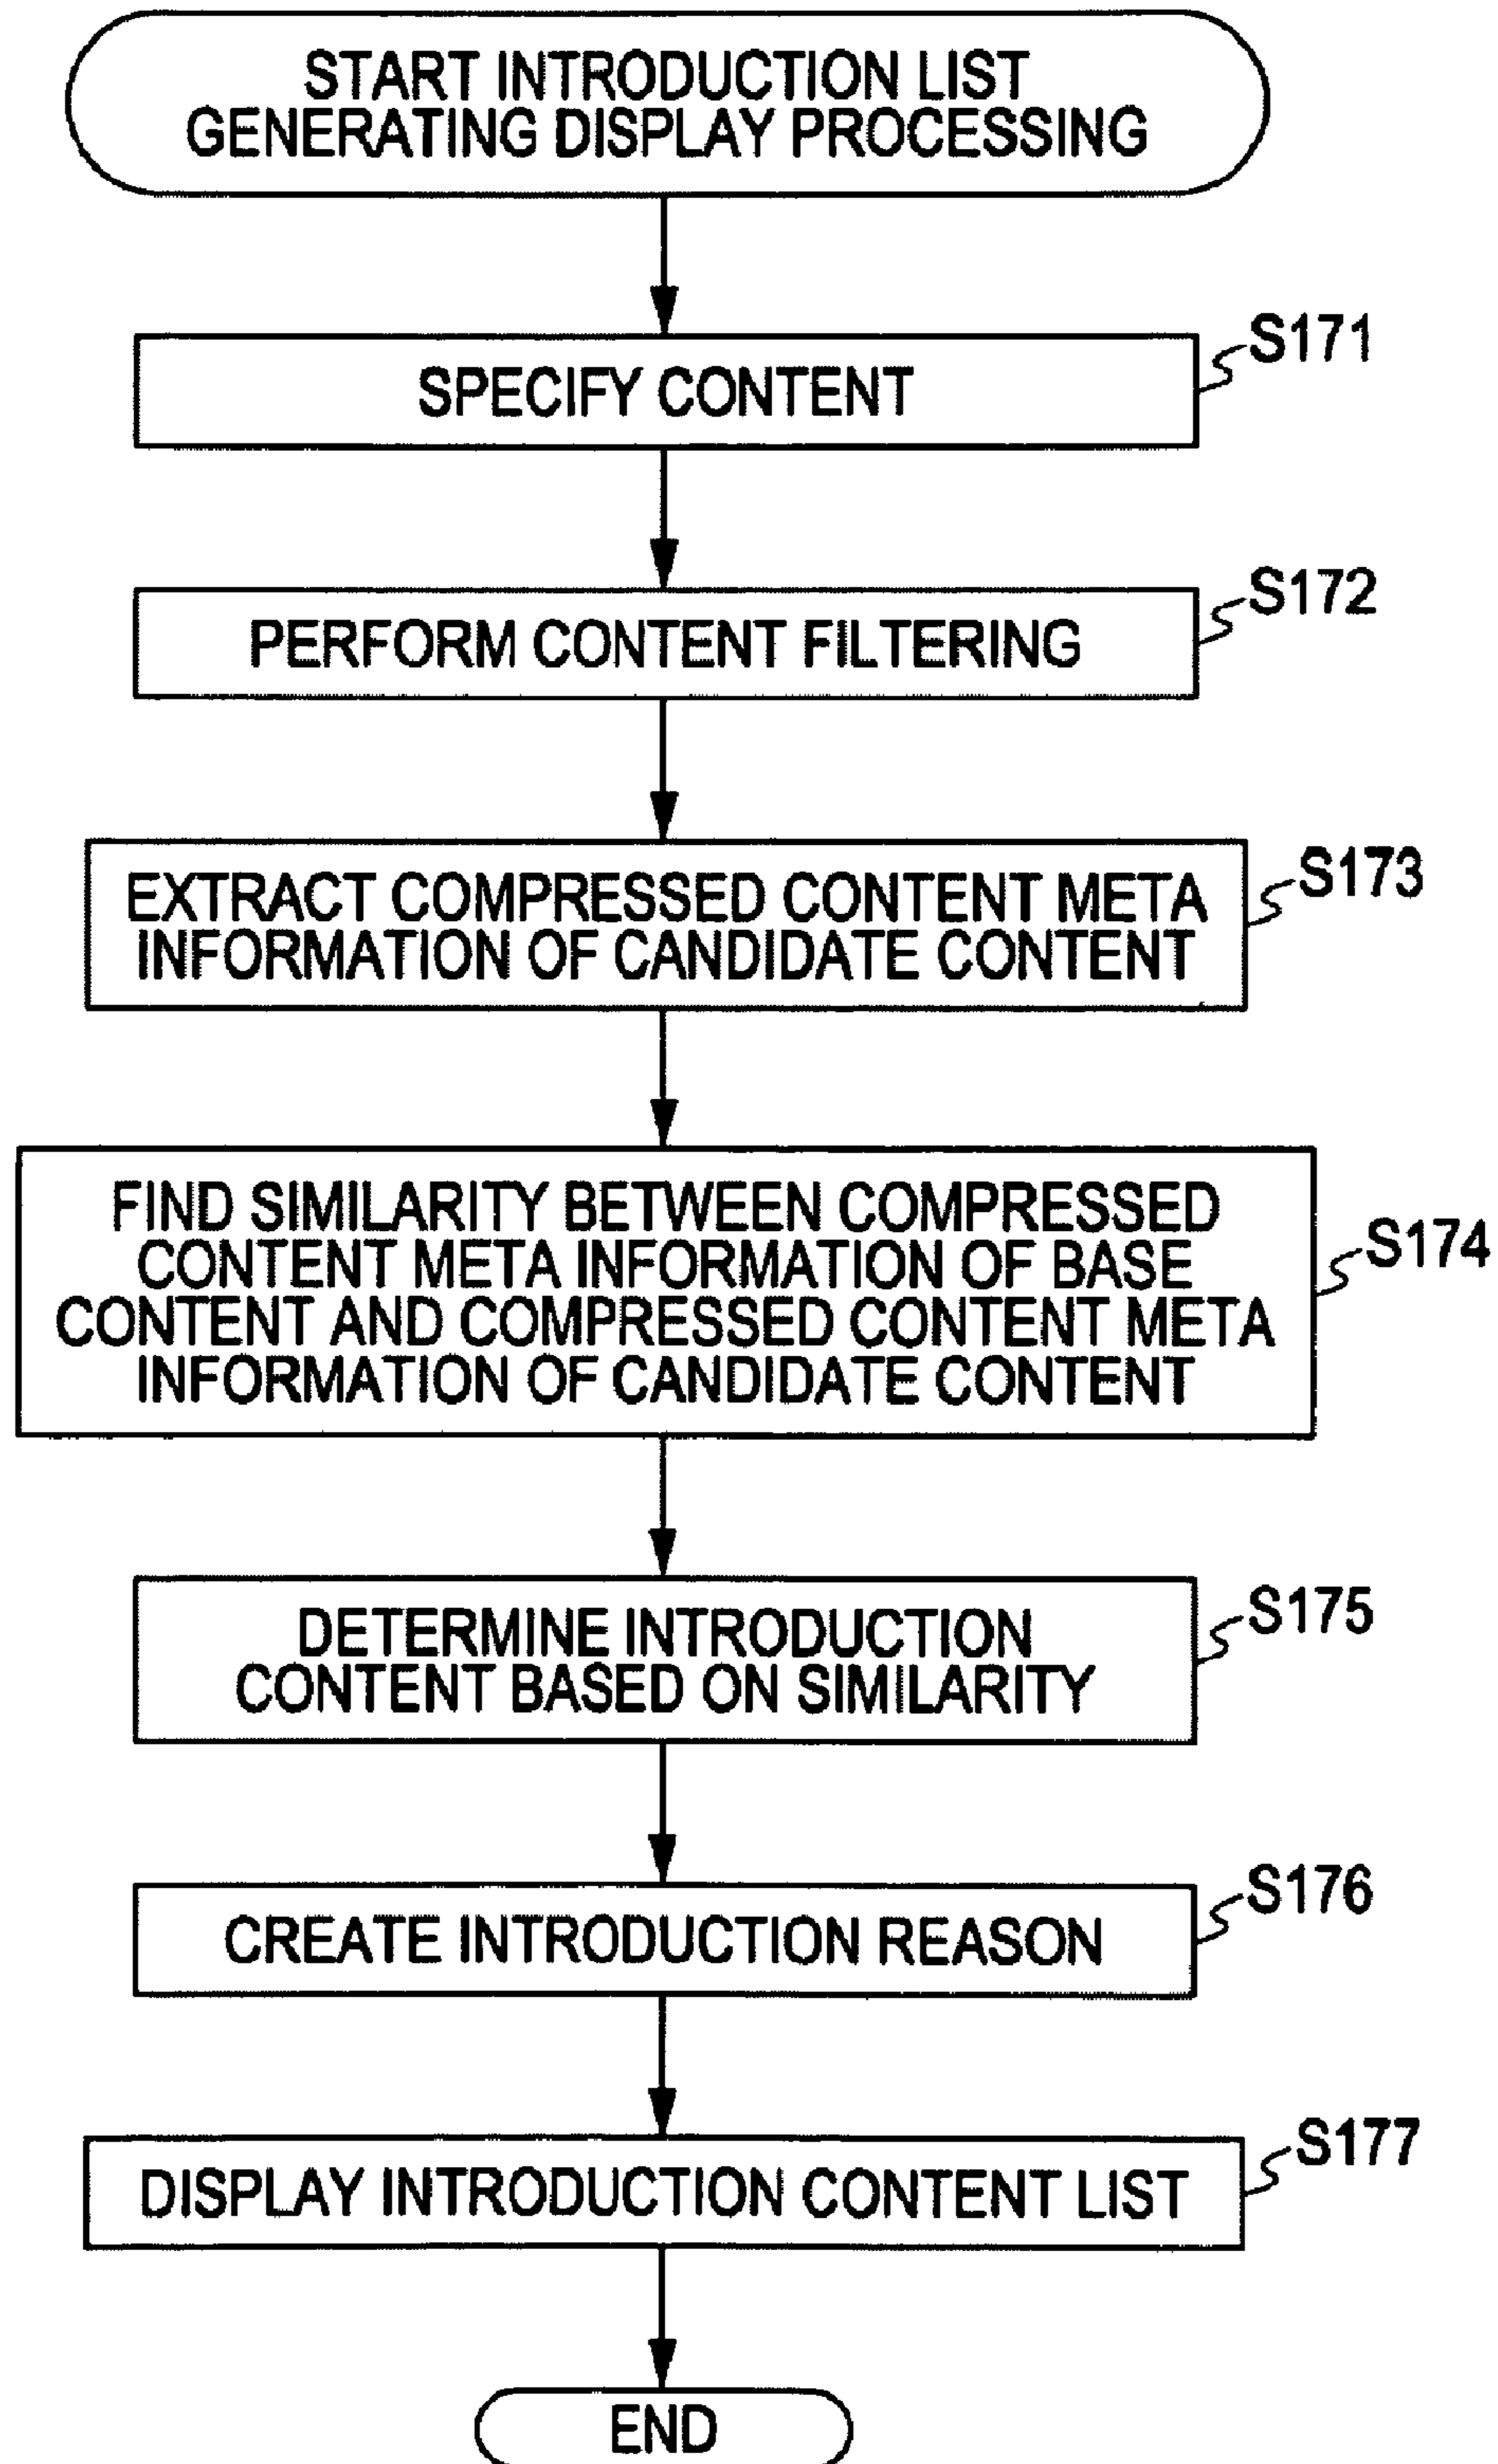 START INTRODUCTION LIST
GENERATING DISPLAY PROCESSING
S171
SPECIFY CONTENT
S172
PERFORM CONTENT FILTERING
S173
EXTRACT COMPRESSED CONTENT META
INFORMATION OF CANDIDATE CONTENT
S174
FIND SIMILARITY BETWEEN COMPRESSED
CONTENT META INFORMATION OF BASE
CONTENT AND COMPRESSED CONTENT META
INFORMATION OF CANDIDATE CONTENT
S175
DETERMINE INTRODUCTION
CONTENT BASED ON SIMILARITY
S176
CREATE INTRODUCTION REASON
S177
DISPLAY INTRODUCTION CONTENT LIST
END